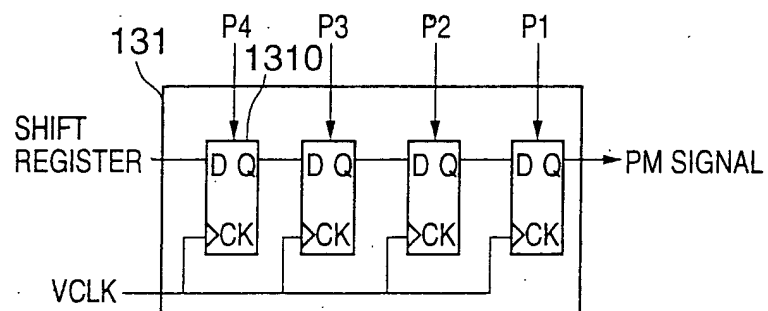 131
P4
P3
P2
P1
1310
SHIFT
REGISTER
D Q
D Q
D Q
D Q
PM SIGNAL
CK
CK
CK
CK
VCLK